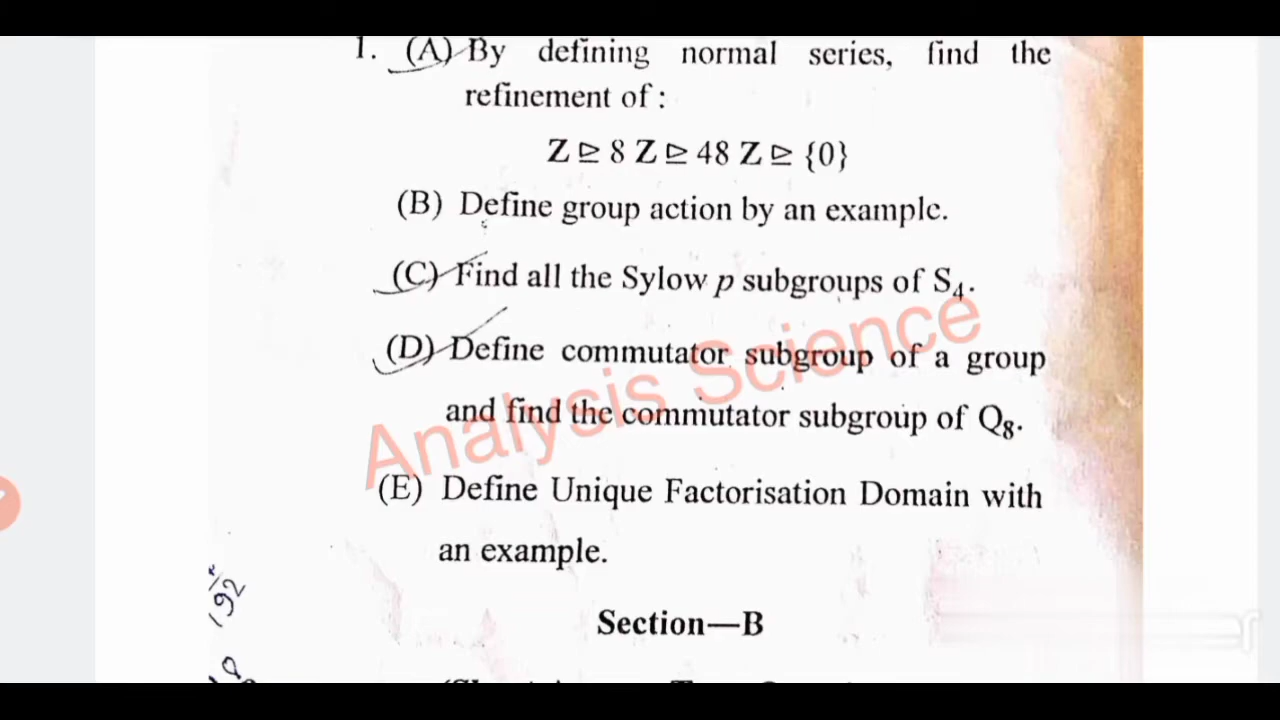 1. (A) By defining normal series, find the
refinement of :
Z ⊵ 8 Z ⊵ 48 Z ⊵ {0}
(B) Define group action by an example.
(C) Find all the Sylow p subgroups of S₄.
(D) Define commutator subgroup of a group
and find the commutator subgroup of Q₈.
Analysis Science
(E) Define Unique Factorisation Domain with
an example.
192
Section—B